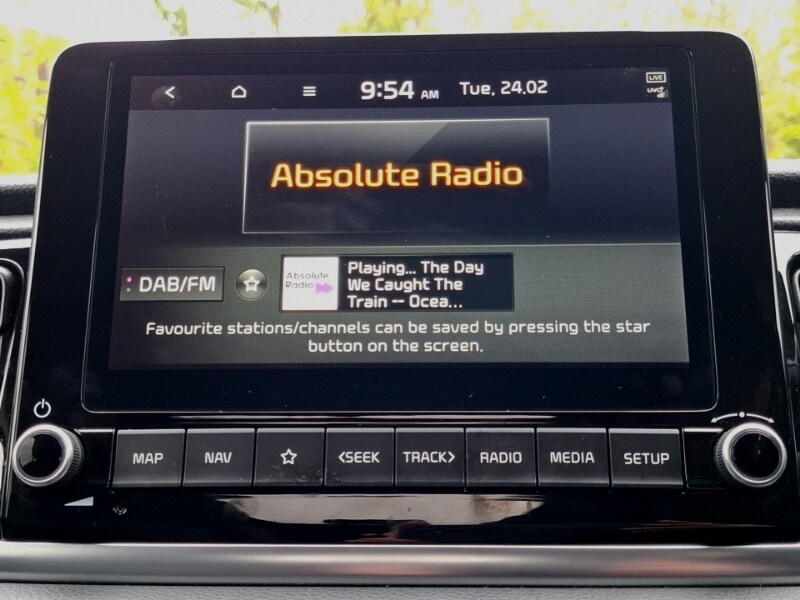 9:54 AM Tue, 24.02
LIVE
UVO
Absolute Radio
DAB/FM
Absolute
Radio
Playing... The Day
We Caught The
Train -- Ocea...
Favourite stations/channels can be saved by pressing the star
button on the screen.
MAP NAV <SEEK TRACK> RADIO MEDIA SETUP